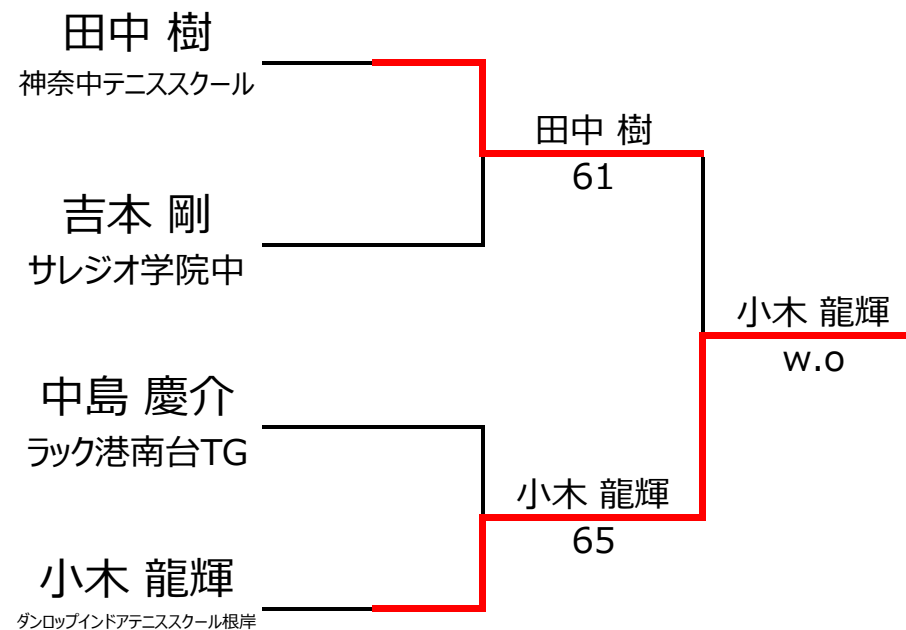 田中 樹
神奈中テニススクール
田中 樹
61
吉本 剛
サレジオ学院中
小木 龍輝
w.o
中島 慶介
ラック港南台TG
小木 龍輝
65
小木 龍輝
ダンロップインドアテニススクール根岸